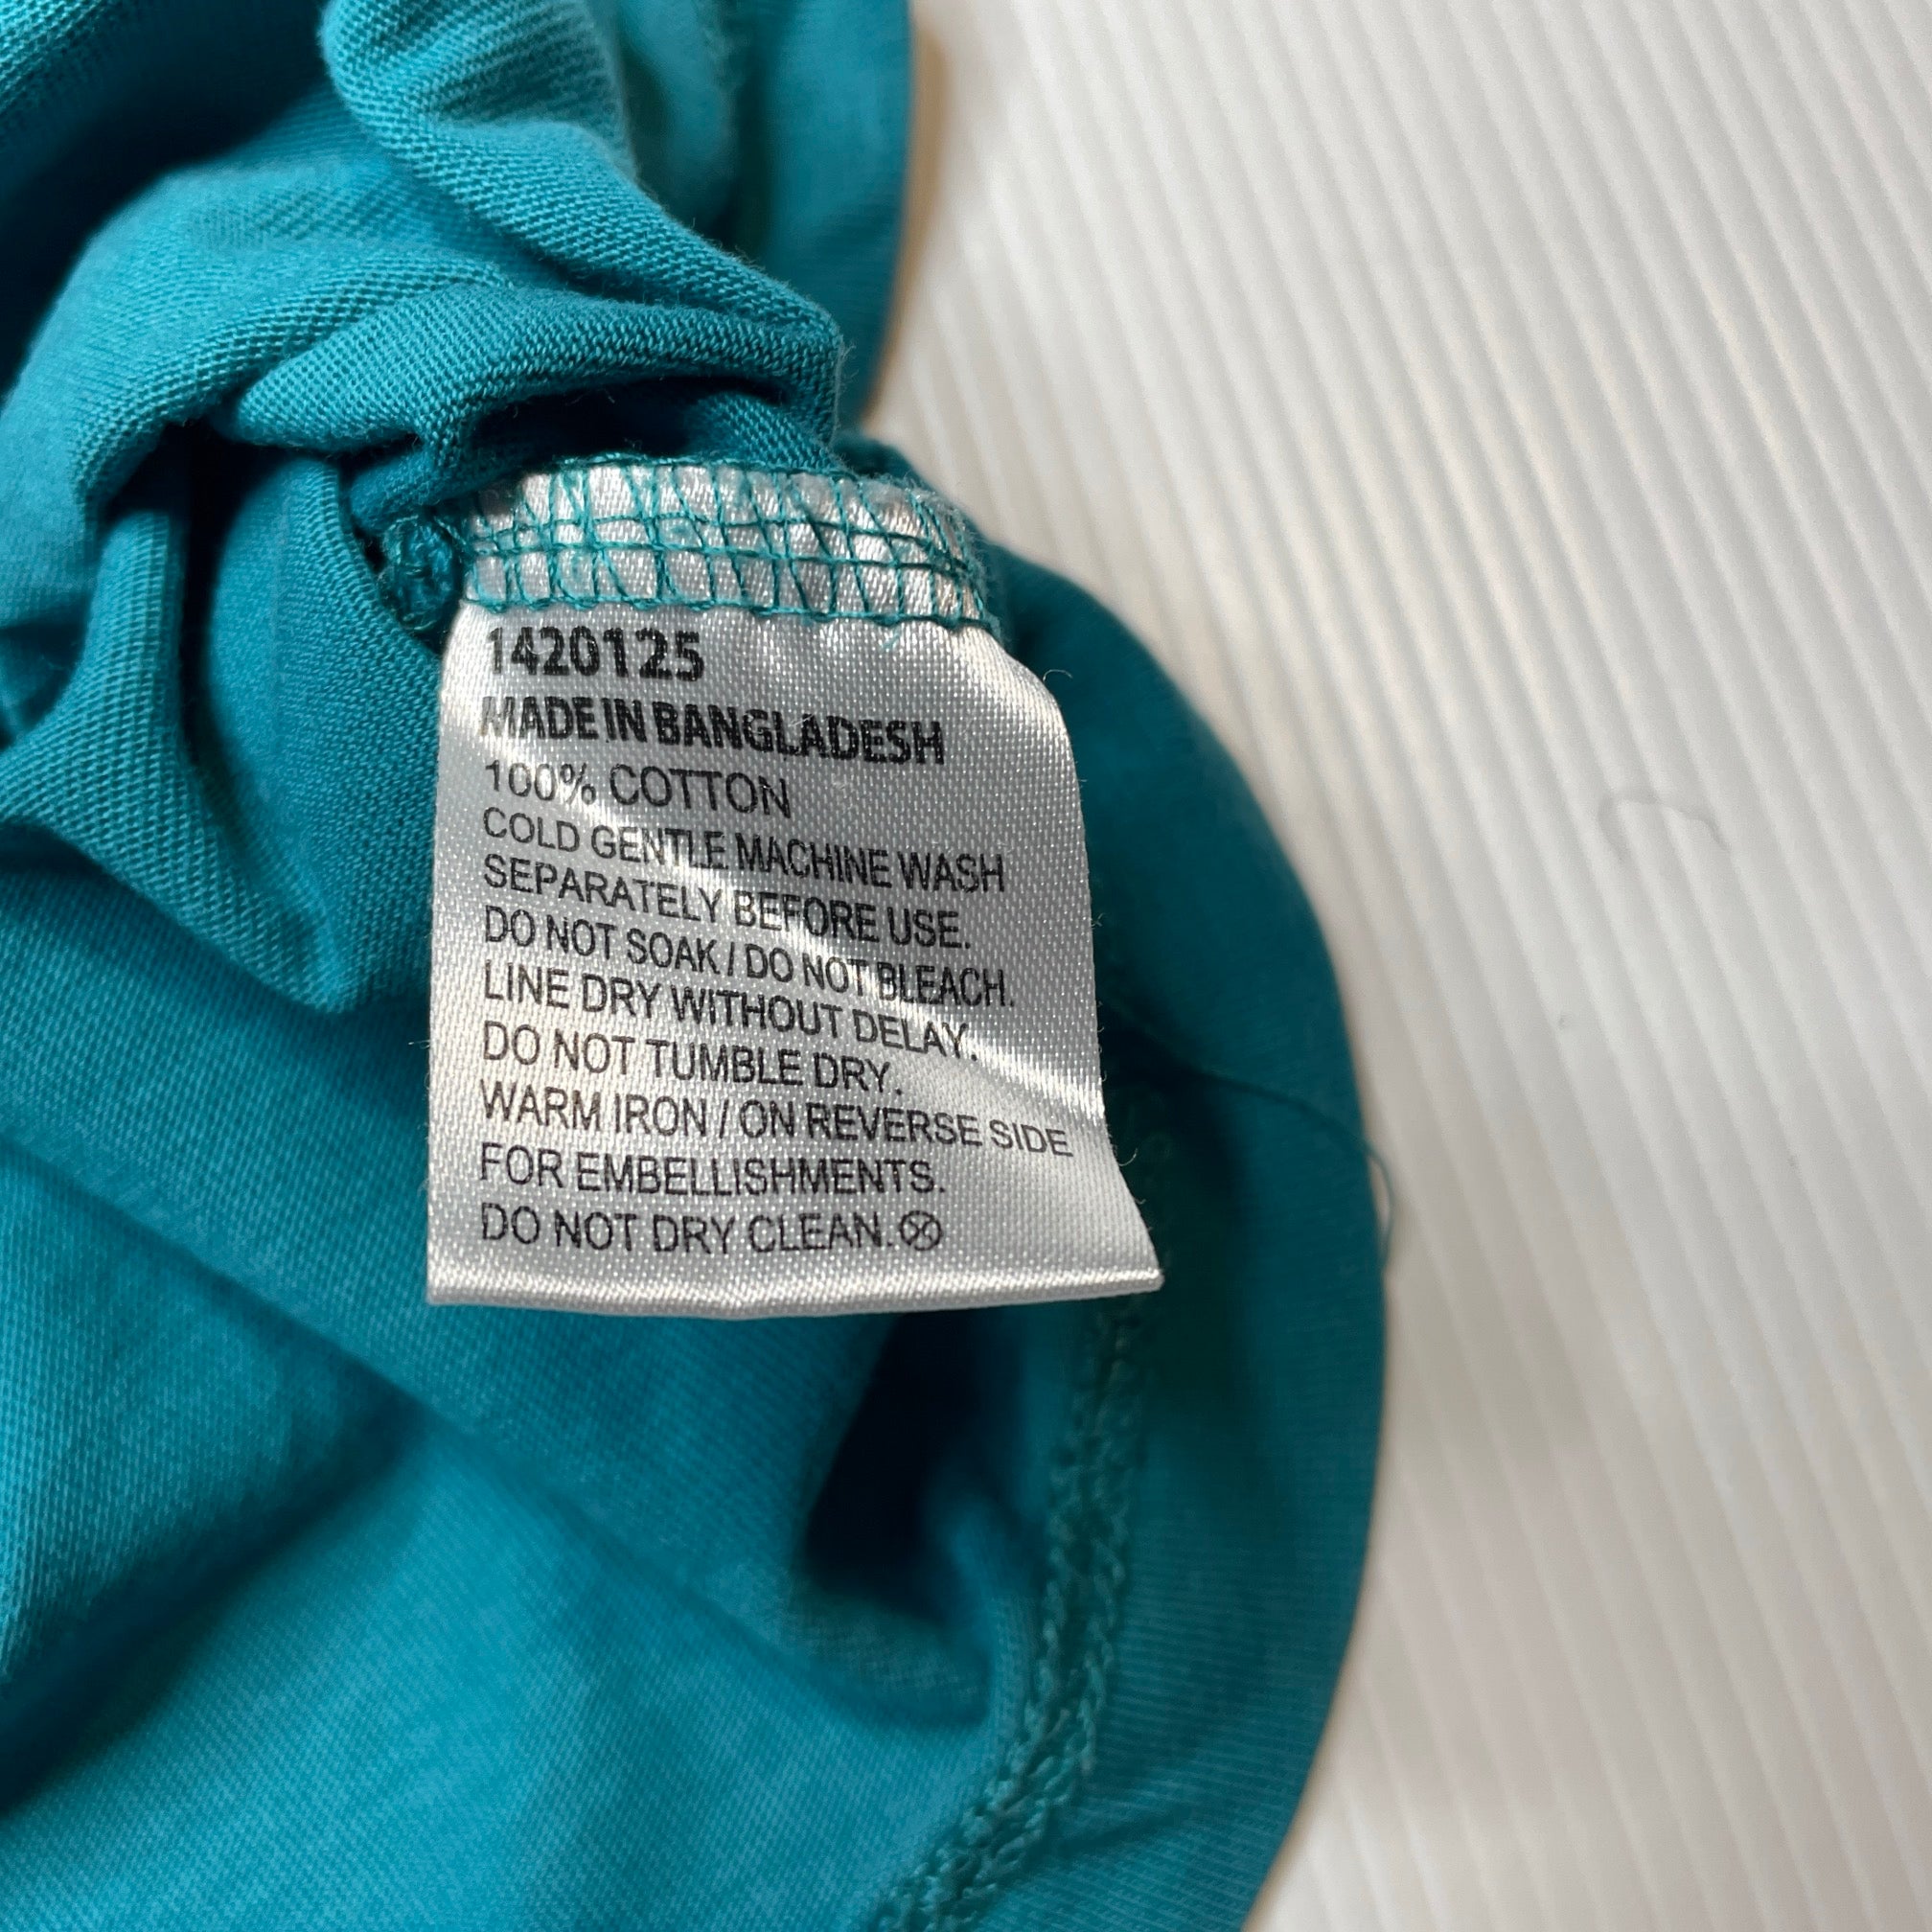 1420125
MADE IN BANGLADESH
100% COTTON
COLD GENTLE MACHINE WASH
SEPARATELY BEFORE USE.
DO NOT SOAK / DO NOT BLEACH.
LINE DRY WITHOUT DELAY.
DO NOT TUMBLE DRY.
WARM IRON / ON REVERSE SIDE
FOR EMBELLISHMENTS.
DO NOT DRY CLEAN.